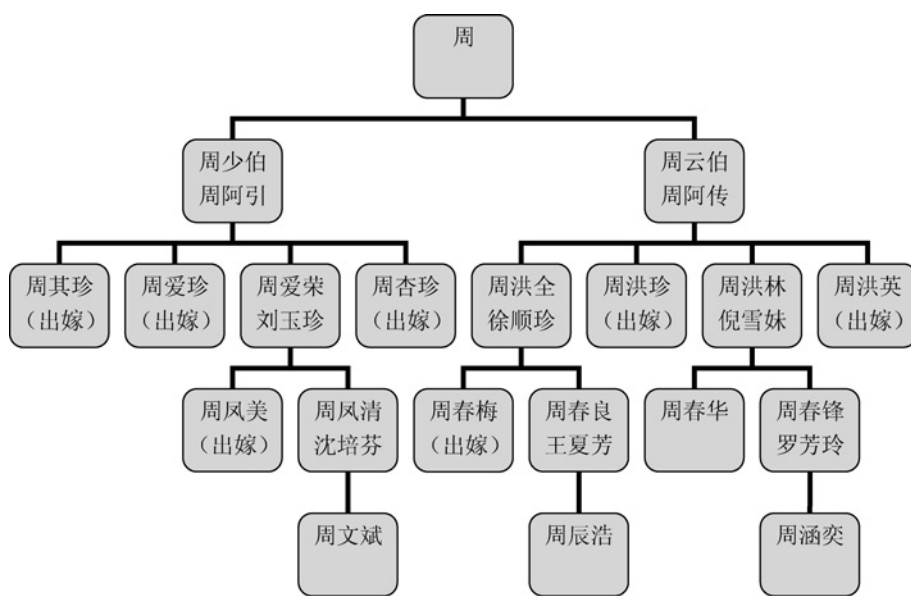 周
周少伯
周阿引
周云伯
周阿传
周其珍
（出嫁）
周爱珍
（出嫁）
周爱荣
刘玉珍
周杏珍
（出嫁）
周洪全
徐顺珍
周洪珍
（出嫁）
周洪林
倪雪妹
周洪英
（出嫁）
周凤美
（出嫁）
周凤清
沈培芬
周春梅
（出嫁）
周春良
王夏芳
周春华
周春锋
罗芳玲
周文斌
周辰浩
周涵奕